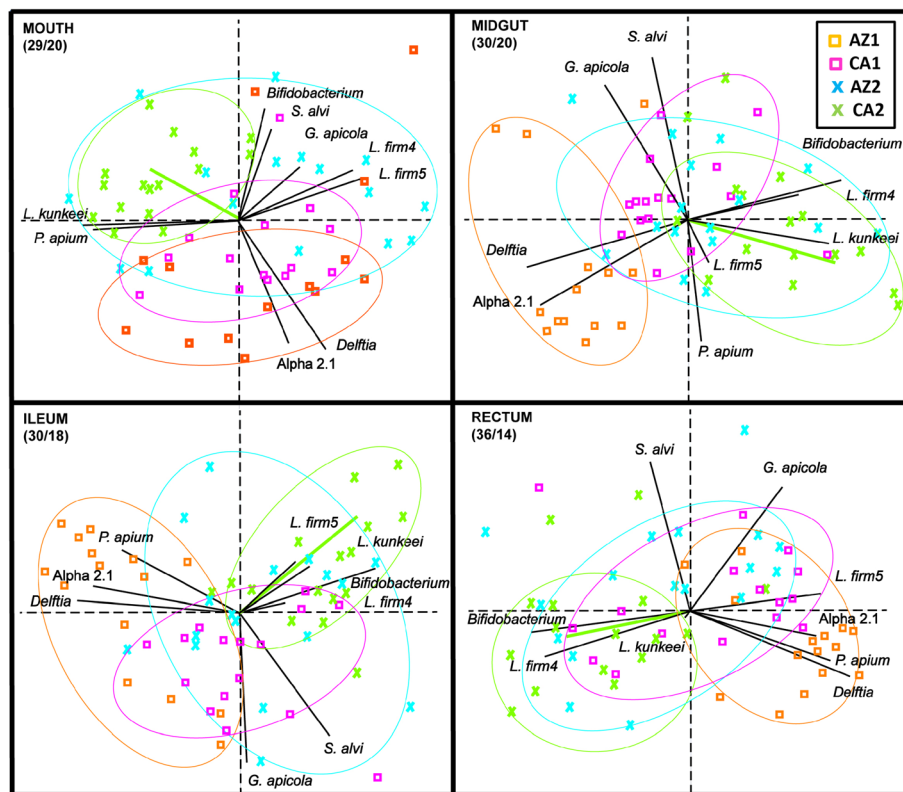 MOUTH
(29/20)
Bifidobacterium
S. alvi
G. apicola
L. firm4
L. firm5
L. kunkeei
P. apium
Delftia
Alpha 2.1
MIDGUT
(30/20)
S. alvi
G. apicola
Bifidobacterium
L. firm4
L. kunkeei
Delftia
L. firm5
Alpha 2.1
P. apium
AZ1
CA1
AZ2
CA2
ILEUM
(30/18)
L. firm5
P. apium
L. kunkeei
Alpha 2.1
Bifidobacterium
Delftia
L. firm4
S. alvi
G. apicola
RECTUM
(36/14)
S. alvi
G. apicola
L. firm5
Bifidobacterium
Alpha 2.1
L. kunkeei
L. firm4
P. apium
Delftia